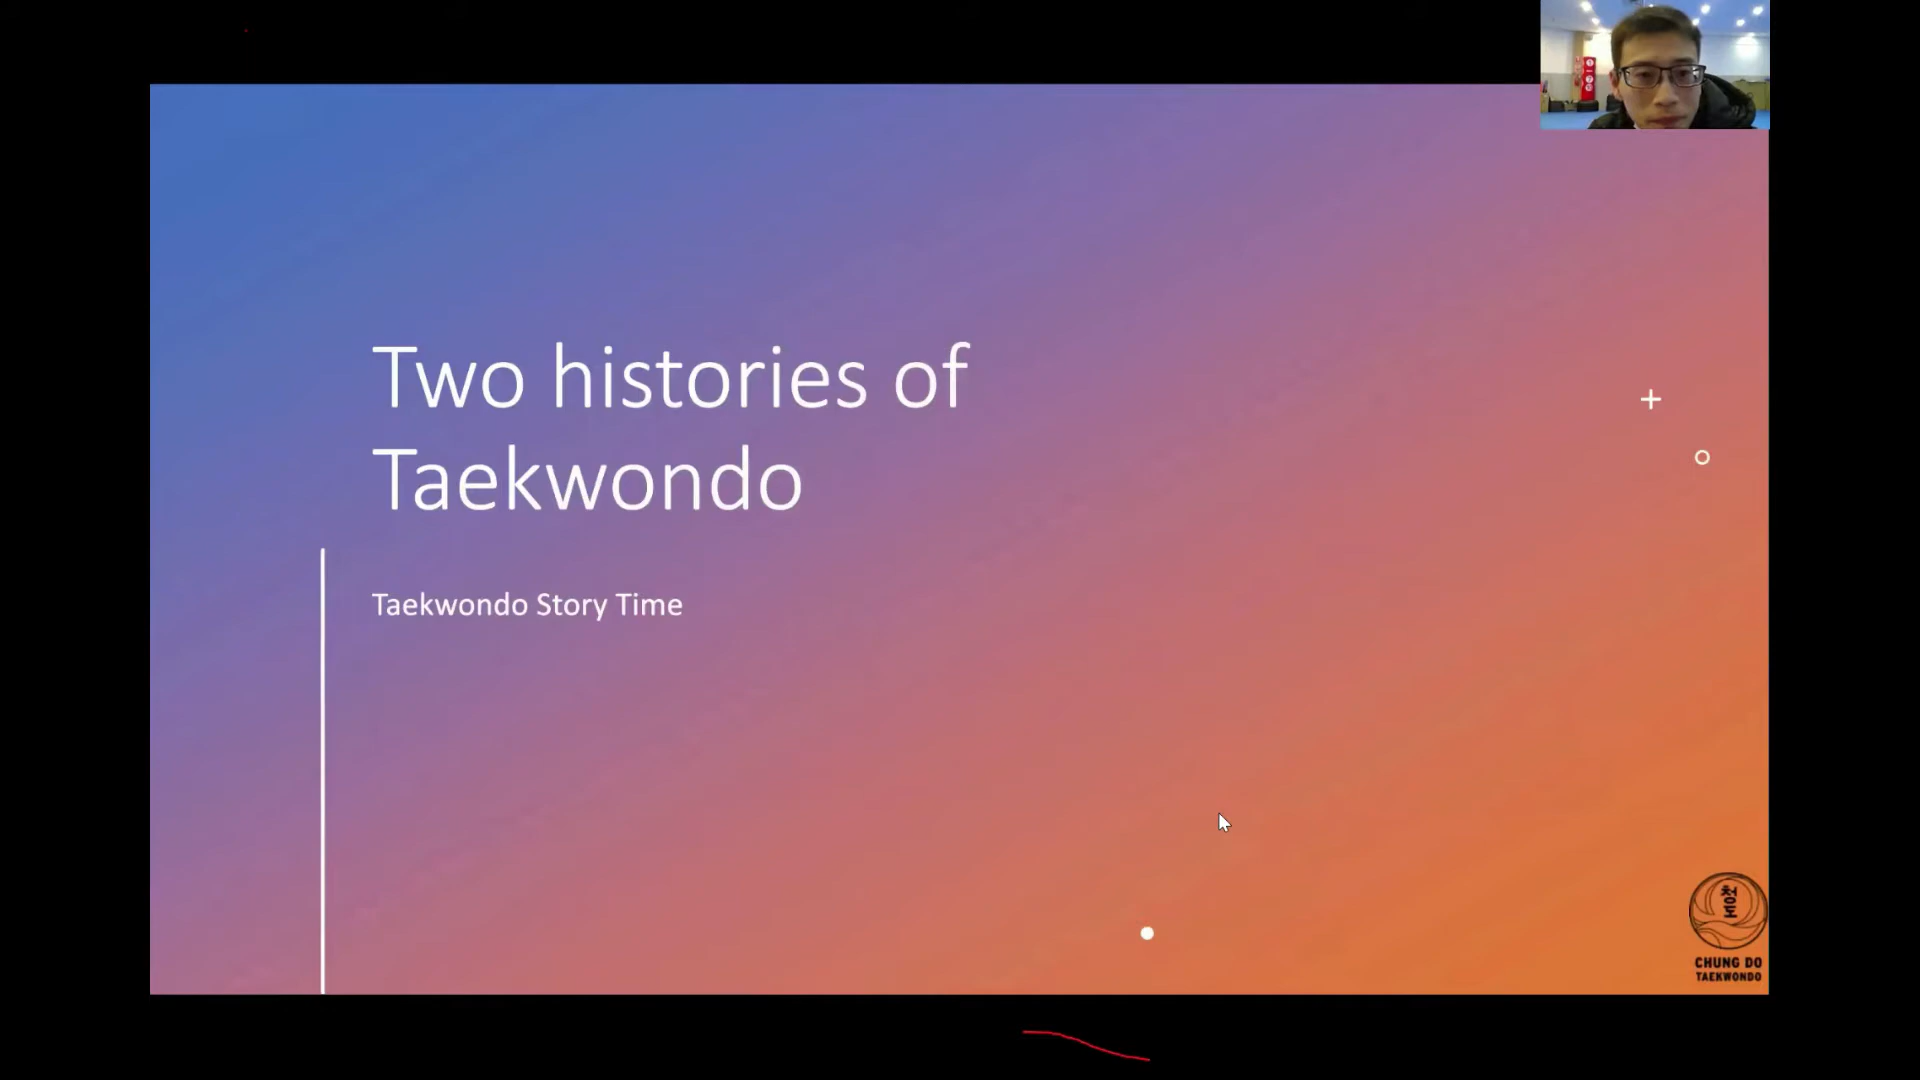 Two histories of
Taekwondo
Taekwondo Story Time
청도
CHUNG DO
TAEKWONDO